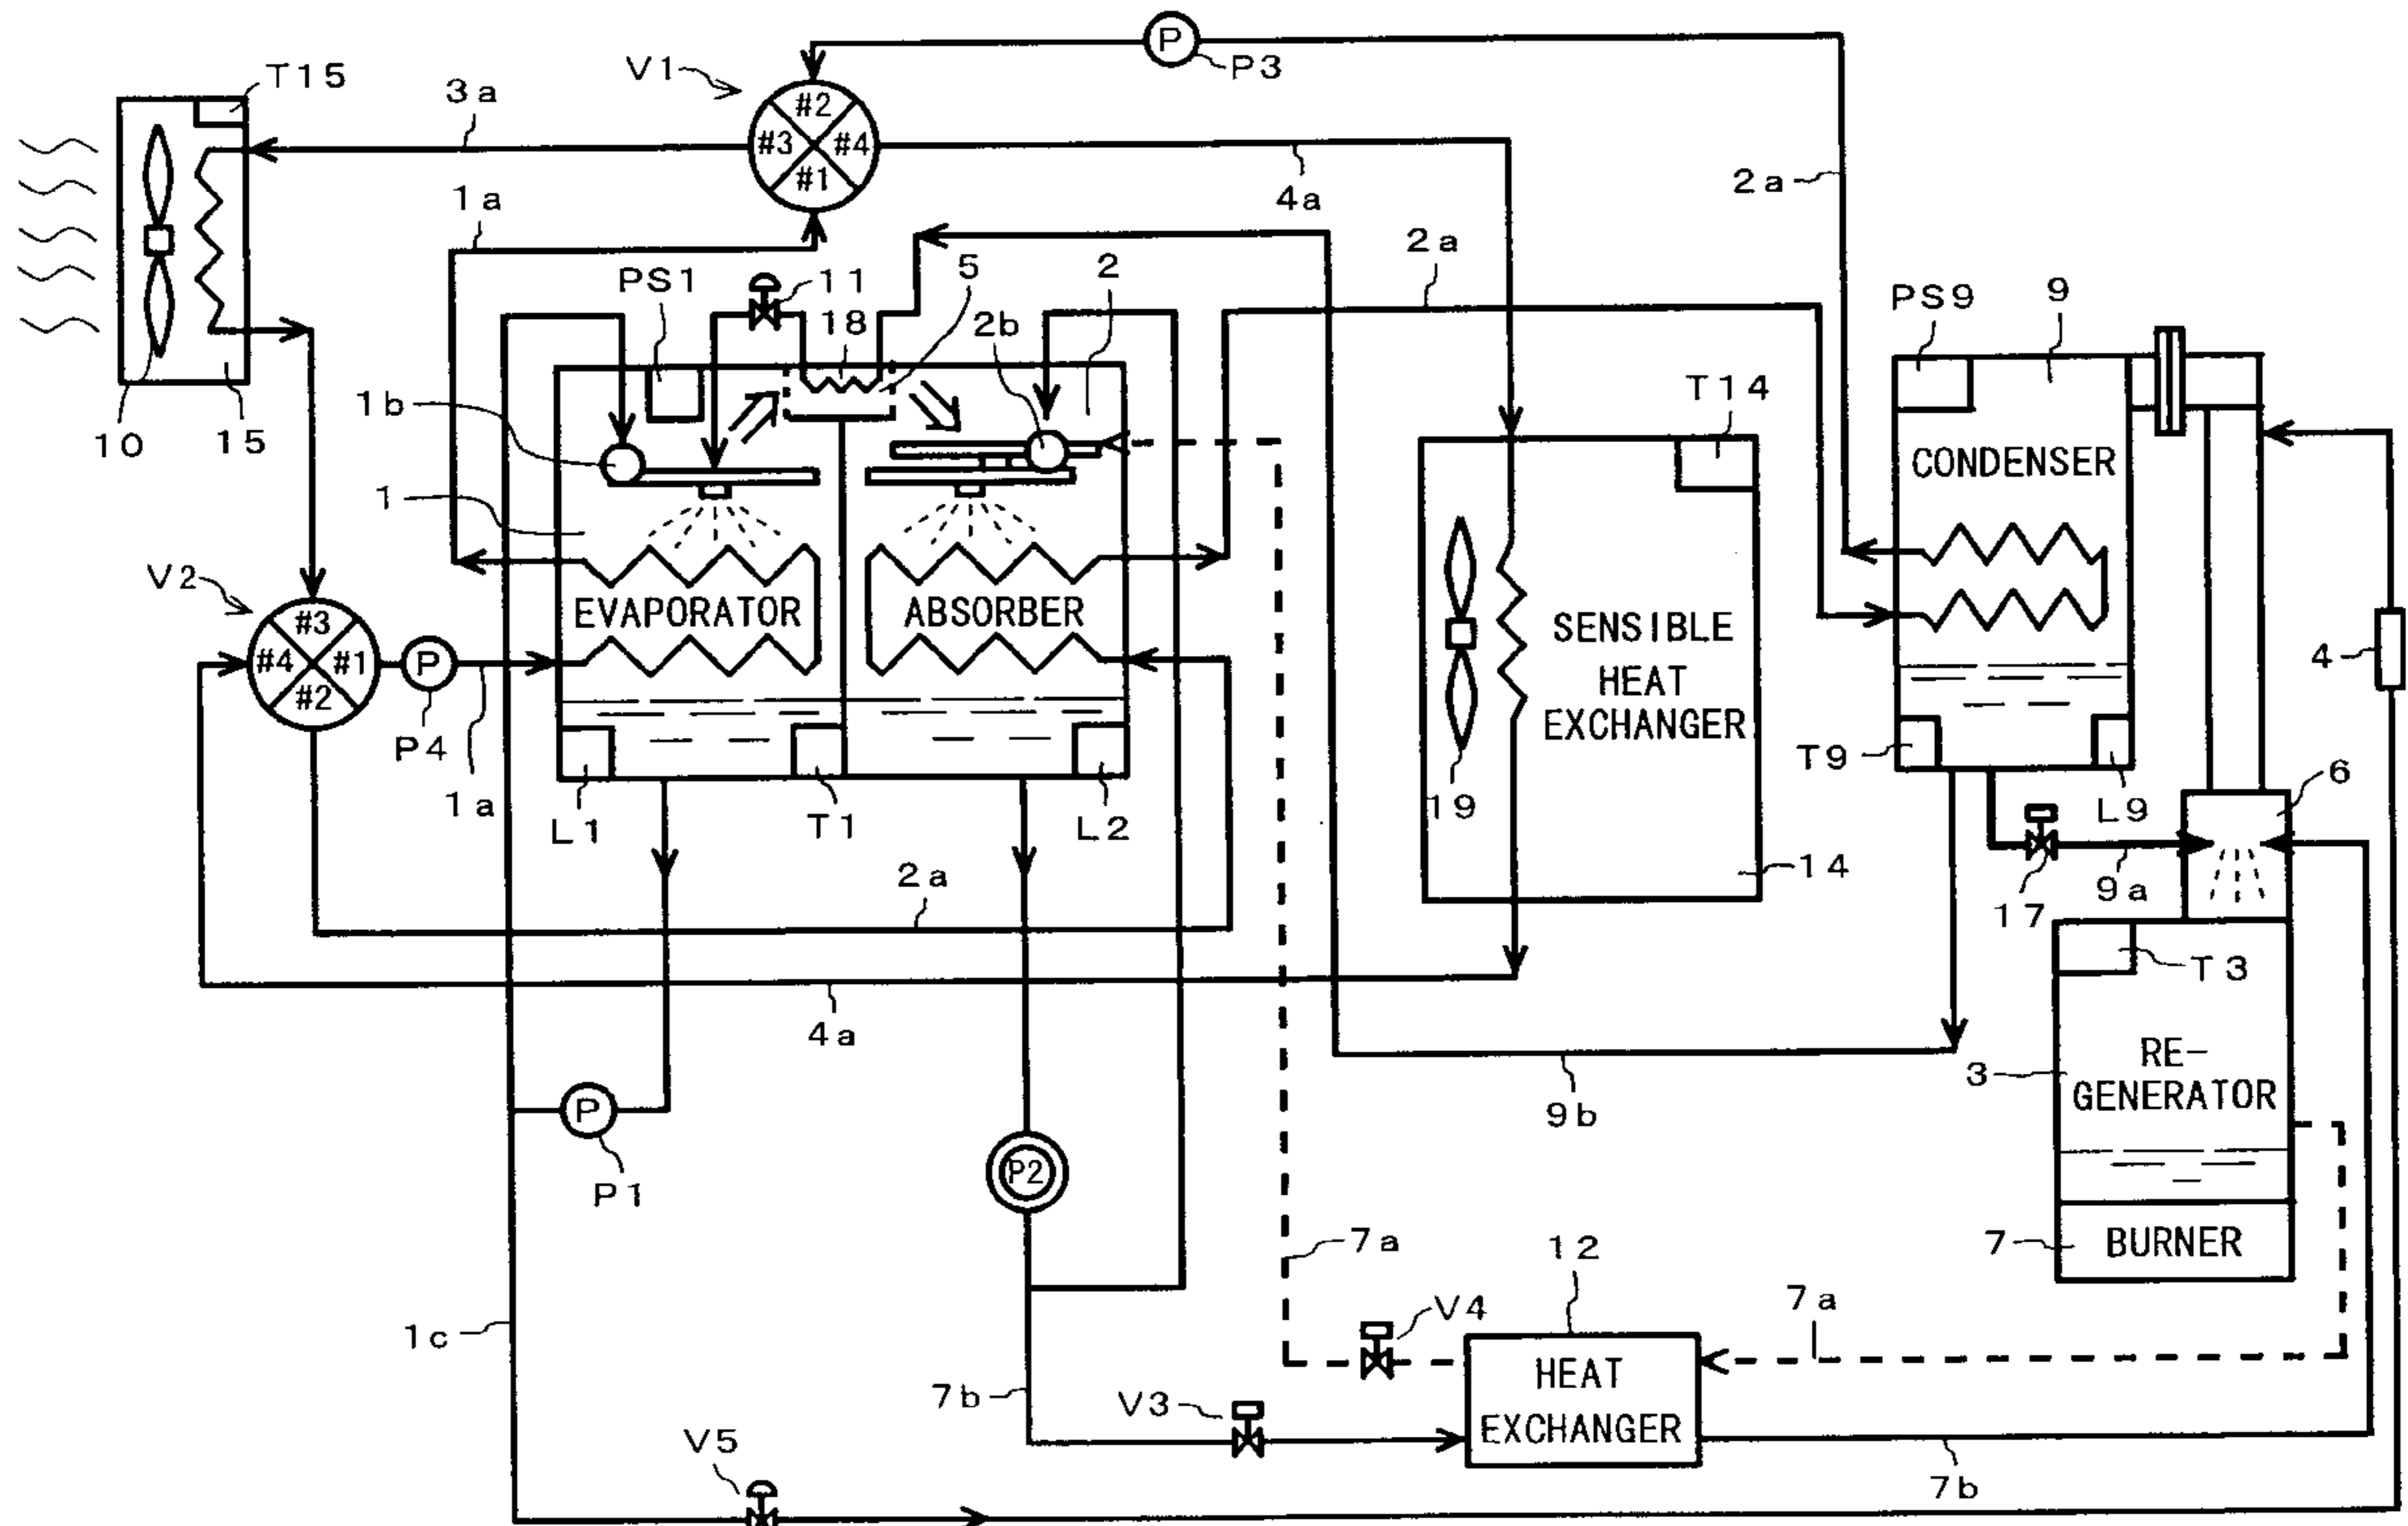 P
P3
V1
T15
3a
#2
#3 #4
#1
4a
2a
1a
2a
PS1
11
5
2
18
2b
PS9
9
1b
T14
10
15
CONDENSER
1
V2
EVAPORATOR
ABSORBER
SENSIBLE
HEAT
EXCHANGER
#3
#4 #1
#2
P
4
P4
T9
6
1a
L1
T1
L2
19
L9
14
17
9a
2a
T3
4a
3
RE-
GENERATOR
P
9b
P1
P2
7a
12
7
BURNER
1c
V4
7a
7b
V3
HEAT
EXCHANGER
V5
7b